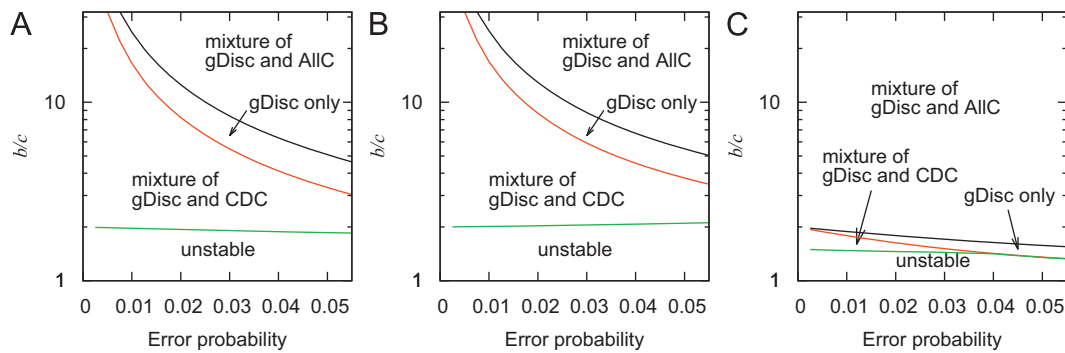 A
b/c
10
1
mixture of
gDisc and AllC
gDisc only
mixture of
gDisc and CDC
unstable
0 0.01 0.02 0.03 0.04 0.05
Error probability
B
b/c
10
1
mixture of
gDisc and AllC
gDisc only
mixture of
gDisc and CDC
unstable
0 0.01 0.02 0.03 0.04 0.05
Error probability
C
b/c
10
1
mixture of
gDisc and AllC
mixture of
gDisc and CDC
gDisc only
unstable
0 0.01 0.02 0.03 0.04 0.05
Error probability